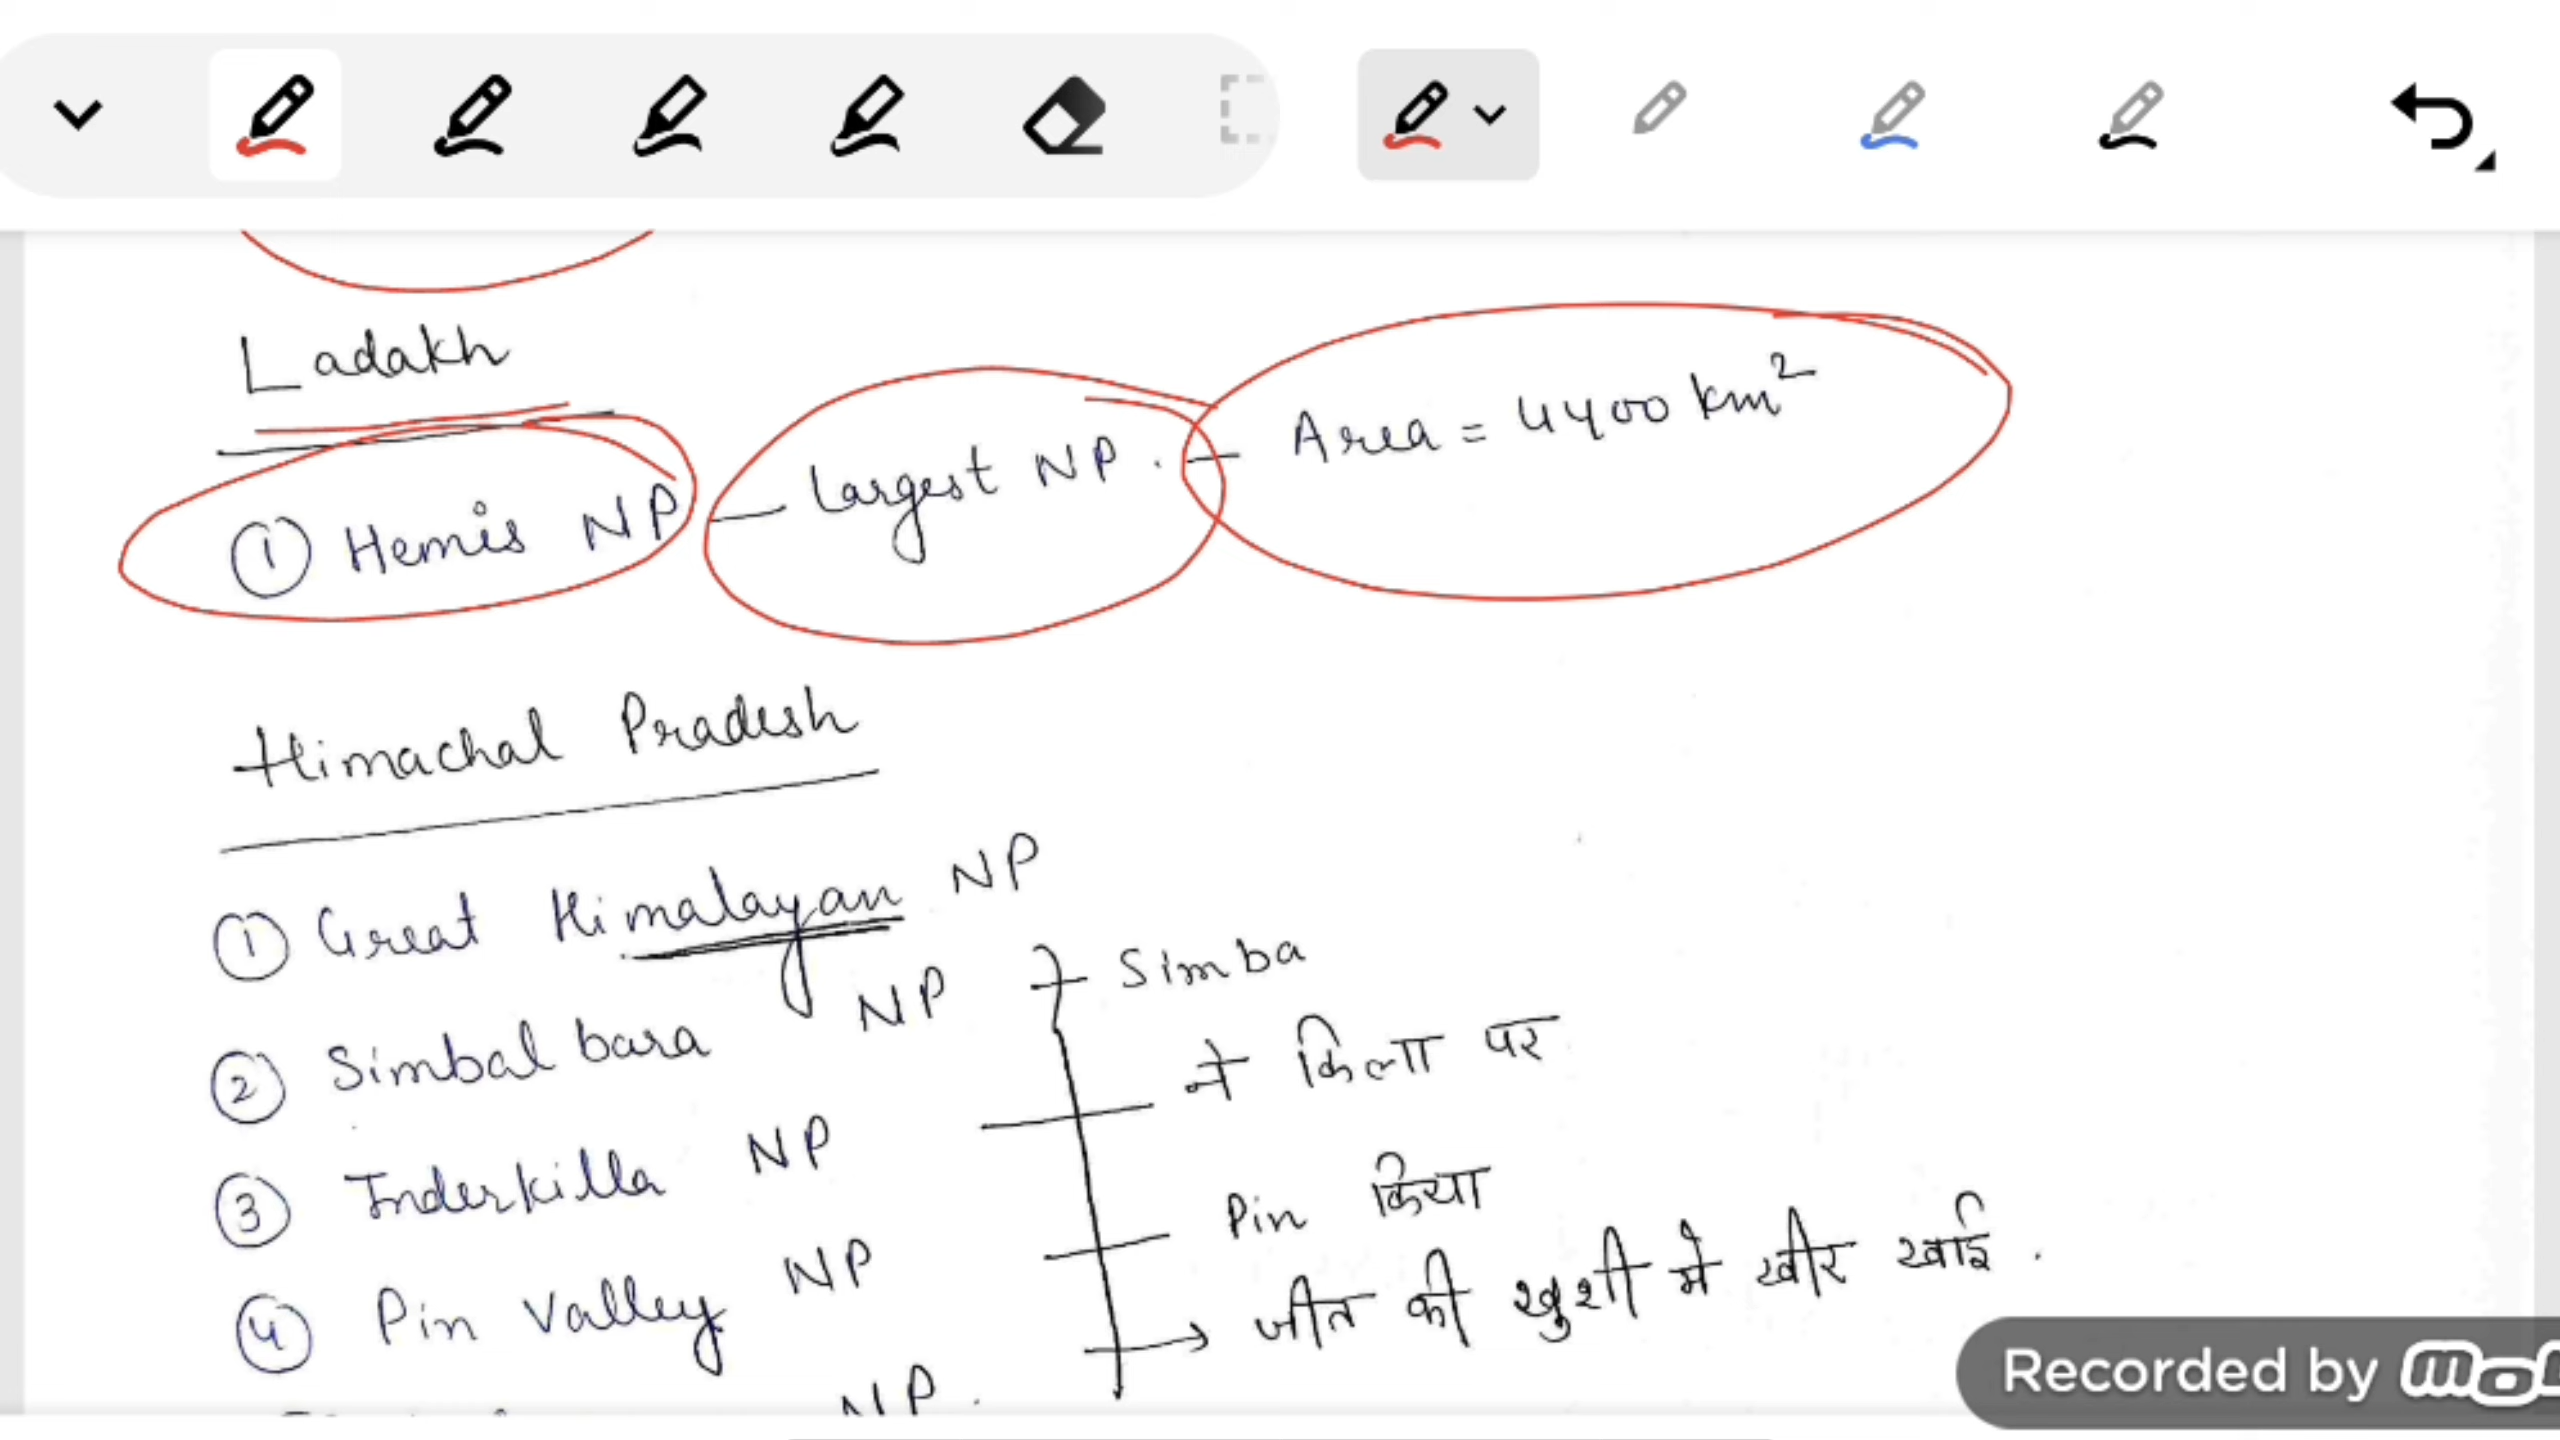 Ladakh
① Hemis NP — Largest NP. — Area = 4400 km²
Himachal Pradesh
① Great Himalayan NP
② Simbal bara NP — Simba
ने किला पर
③ Inderkilla NP
Pin किया
④ Pin Valley NP
→ जीत की खुशी मे खीर खाई.
NP.
Recorded by